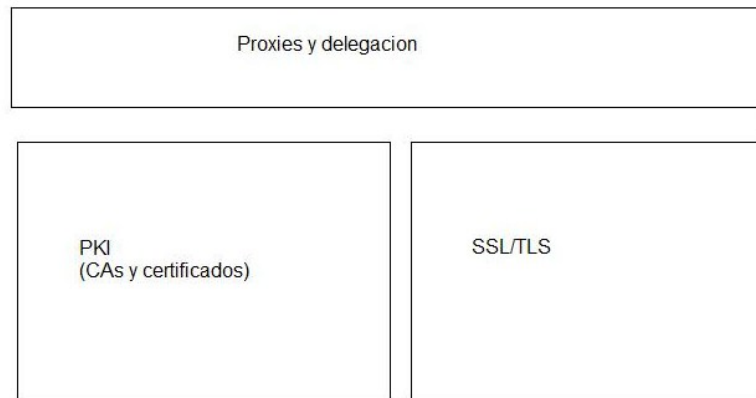 Proxies y delegacion
PKI
(CAs y certificados)
SSL/TLS